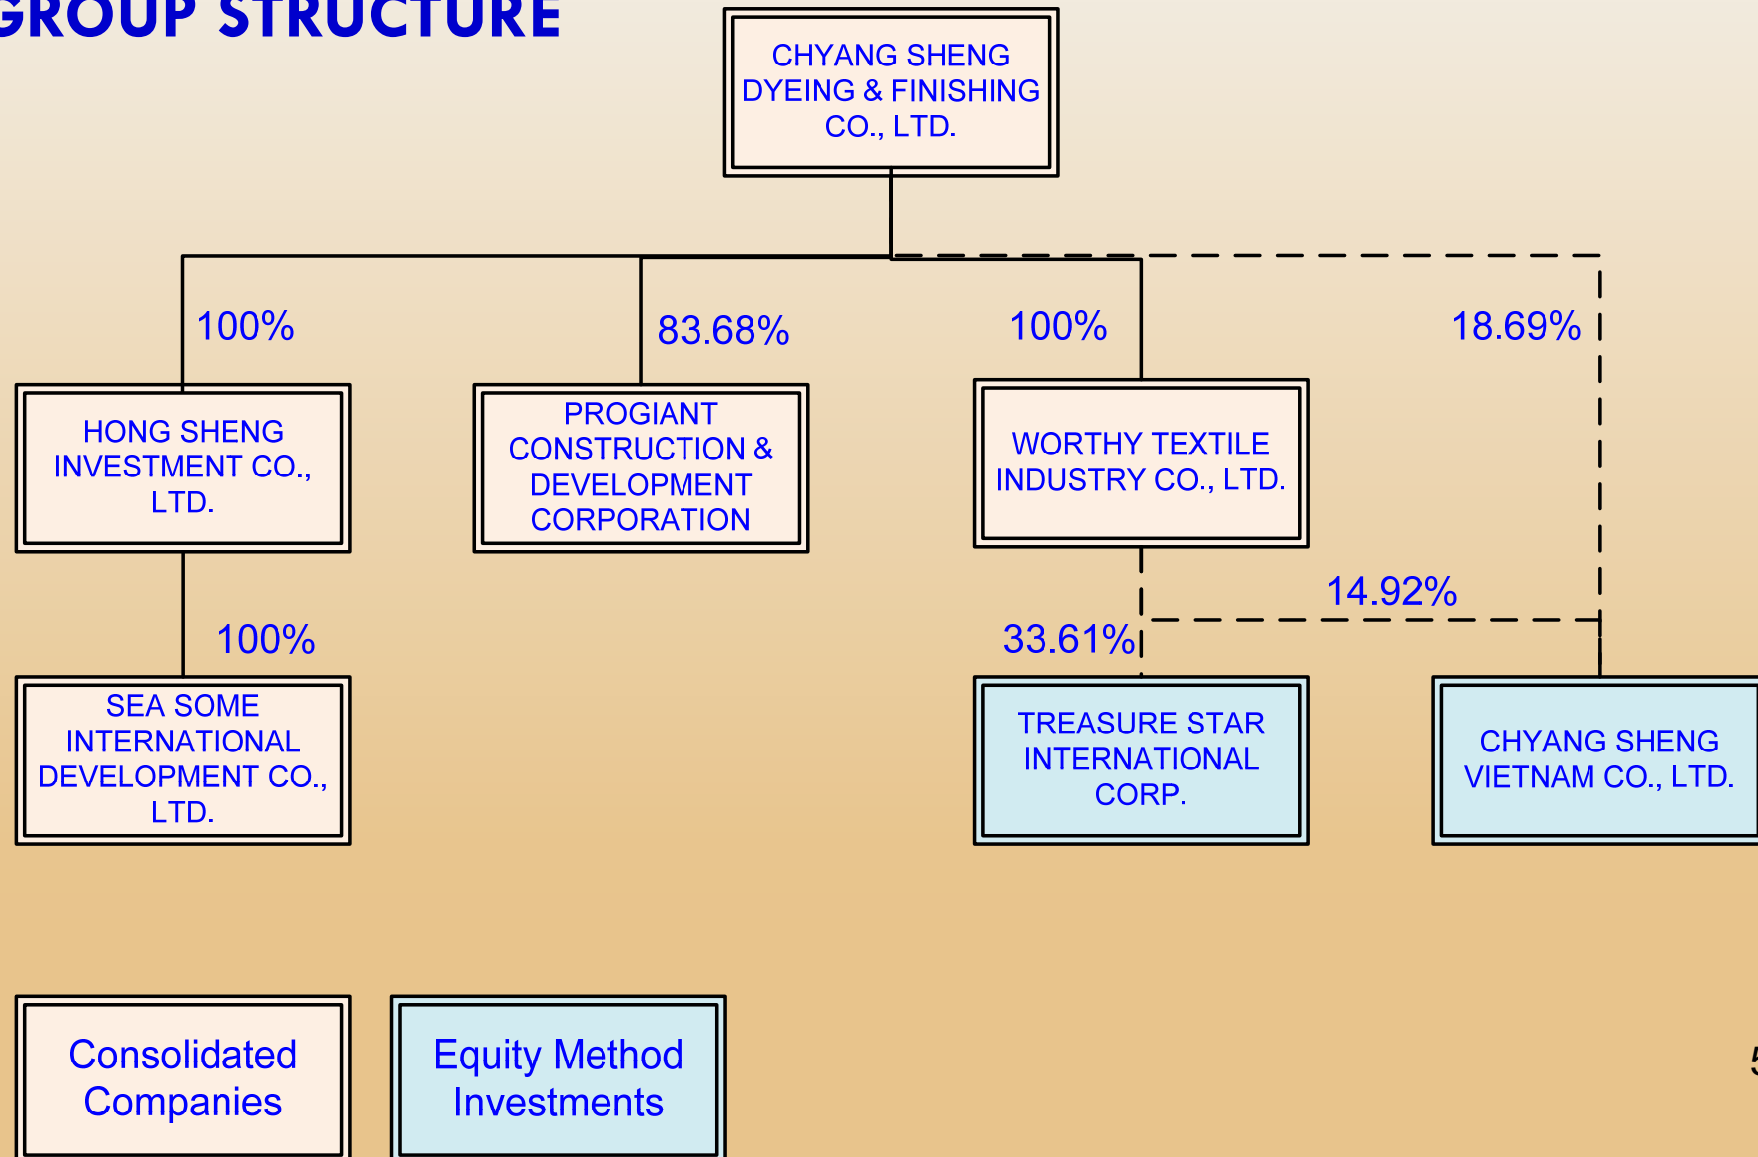 GROUP STRUCTURE
CHYANG SHENG
DYEING & FINISHING
CO., LTD.
100%
83.68%
100%
18.69%
HONG SHENG
INVESTMENT CO.,
LTD.
PROGIANT
CONSTRUCTION &
DEVELOPMENT
CORPORATION
WORTHY TEXTILE
INDUSTRY CO., LTD.
14.92%
100%
33.61%
SEA SOME
INTERNATIONAL
DEVELOPMENT CO.,
LTD.
TREASURE STAR
INTERNATIONAL
CORP.
CHYANG SHENG
VIETNAM CO., LTD.
Consolidated
Companies
Equity Method
Investments
5